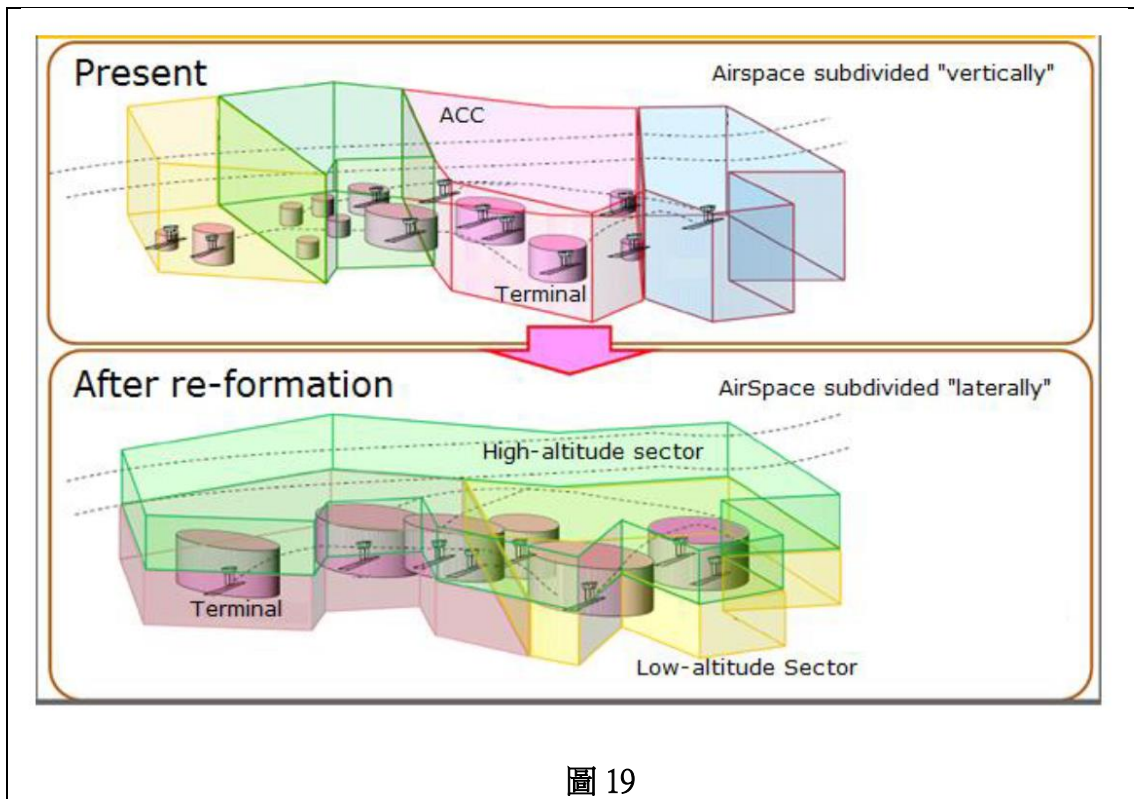 Present
Airspace subdivided "vertically"
ACC
Terminal
After re-formation
AirSpace subdivided "laterally"
High-altitude sector
Terminal
Low-altitude Sector
圖 19